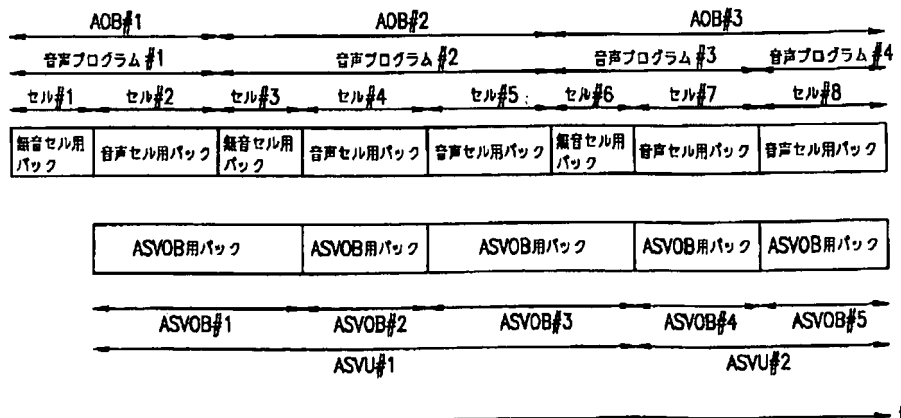 AOB#1 AOB#2 AOB#3
音声プログラム#1 音声プログラム#2 音声プログラム#3 音声プログラム#4
セル#1 セル#2 セル#3 セル#4 セル#5 セル#6 セル#7 セル#8
無音セル用パック 音声セル用パック 無音セル用パック 音声セル用パック 音声セル用パック 無音セル用パック 音声セル用パック 音声セル用パック
ASVOB用パック ASVOB用パック ASVOB用パック ASVOB用パック ASVOB用パック
ASVOB#1 ASVOB#2 ASVOB#3 ASVOB#4 ASVOB#5
ASVU#1 ASVU#2